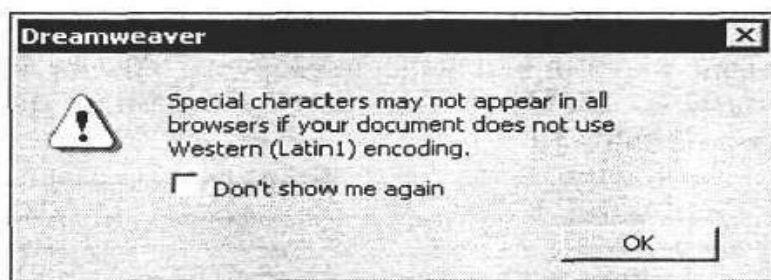 Dreamweaver
Special characters may not appear in all
browsers if your document does not use
Western (Latin1) encoding.
Don't show me again
OK